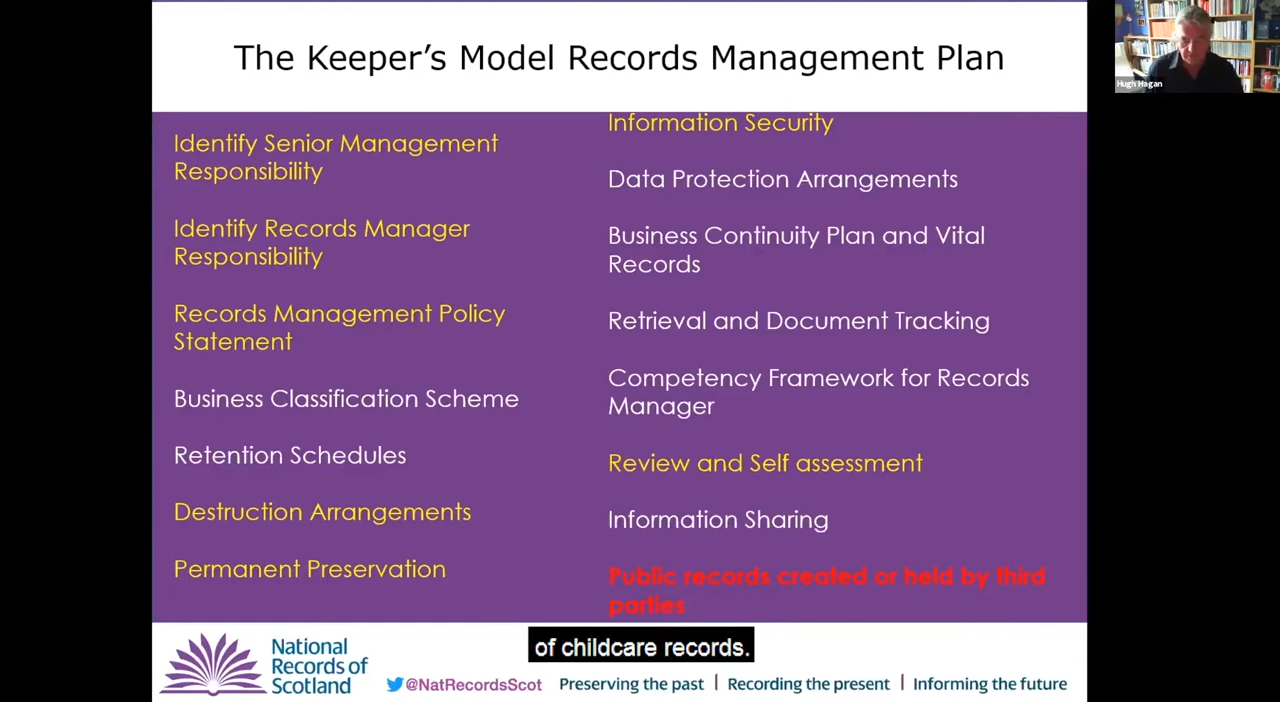 The Keeper's Model Records Management Plan
Hugh Hagan
Identify Senior Management
Responsibility
Identify Records Manager
Responsibility
Records Management Policy
Statement
Business Classification Scheme
Retention Schedules
Destruction Arrangements
Permanent Preservation
Information Security
Data Protection Arrangements
Business Continuity Plan and Vital
Records
Retrieval and Document Tracking
Competency Framework for Records
Manager
Review and Self assessment
Information Sharing
Public records created or held by third
parties
of childcare records.
National
Records of
Scotland
@NatRecordsScot
Preserving the past | Recording the present | Informing the future